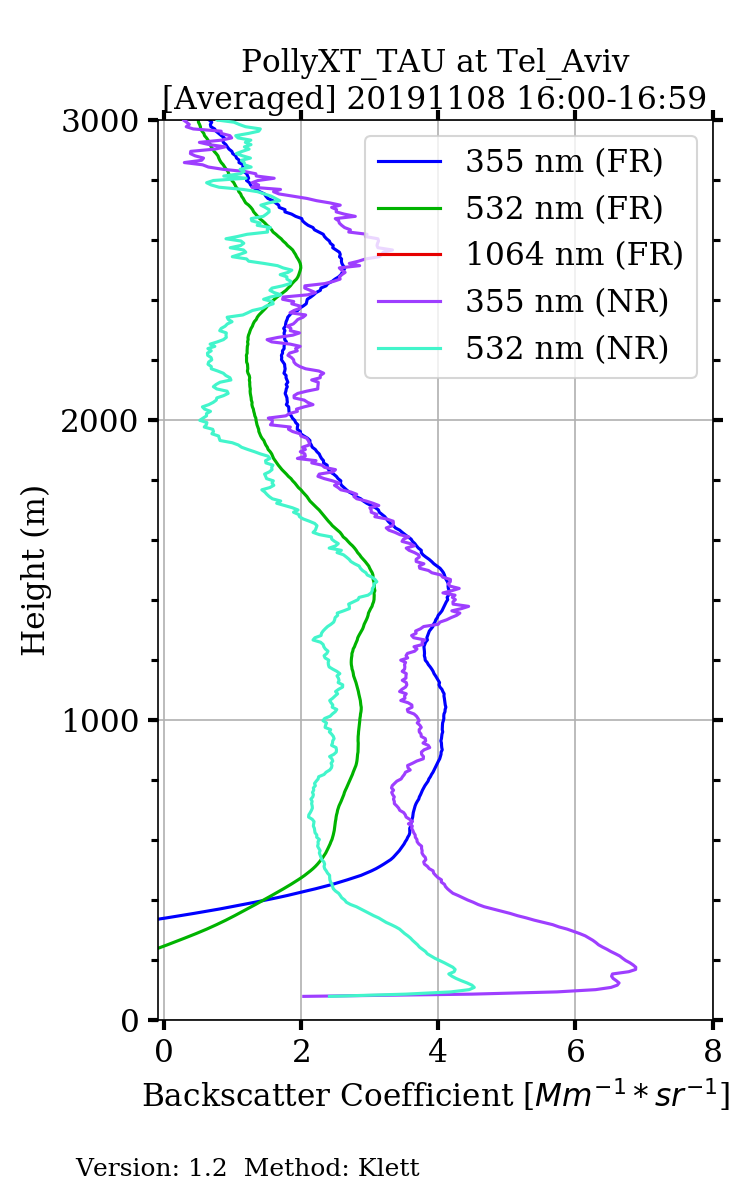 PollyXT_TAU at Tel_Aviv
[Averaged] 20191108 16:00-16:59
3000
355 nm (FR)
532 nm (FR)
1064 nm (FR)
355 nm (NR)
532 nm (NR)
2000
Height (m)
1000
0
0 2 4 6 8
Backscatter Coefficient [Mm⁻¹ * sr⁻¹]
Version: 1.2 Method: Klett